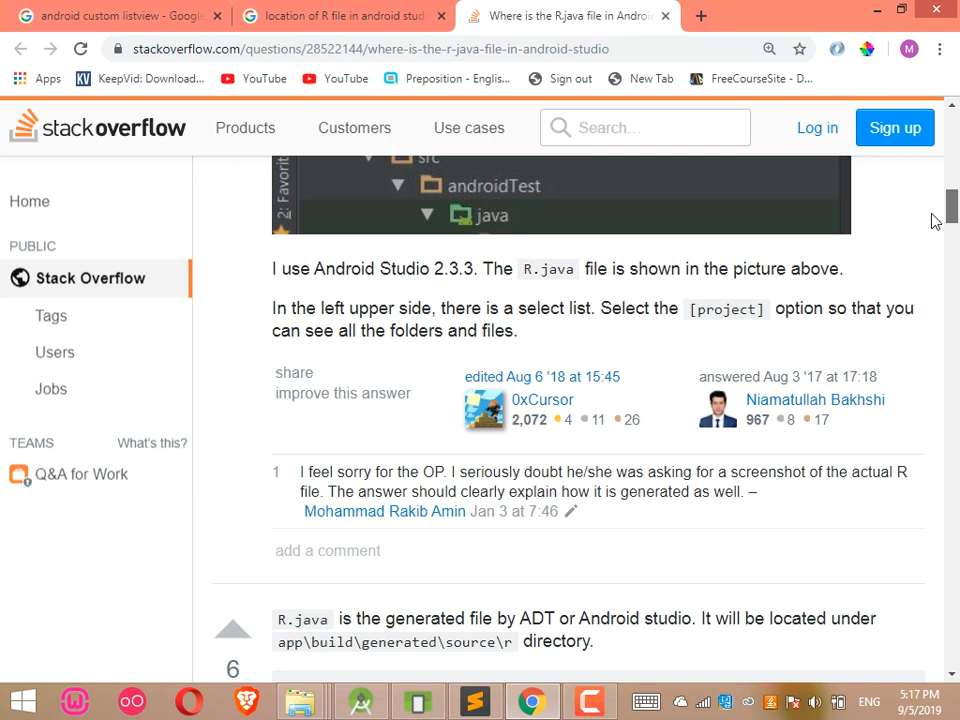 android custom listview - Google
location of R file in android studi
Where is the R.java file in Androi
stackoverflow.com/questions/28522144/where-is-the-r-java-file-in-android-studio
M
Apps
KeepVid: Download...
YouTube
YouTube
Preposition - Englis...
Sign out
New Tab
FreeCourseSite - D...
stackoverflow
Products
Customers
Use cases
Search...
Log in
Sign up
Home
PUBLIC
Stack Overflow
Tags
Users
Jobs
TEAMS
What's this?
Q&A for Work
2: Favorit
src
androidTest
java
I use Android Studio 2.3.3. The R.java file is shown in the picture above.
In the left upper side, there is a select list. Select the [project] option so that you
can see all the folders and files.
share
improve this answer
edited Aug 6 '18 at 15:45
0xCursor
2,072 4 11 26
answered Aug 3 '17 at 17:18
Niamatullah Bakhshi
967 8 17
1 I feel sorry for the OP. I seriously doubt he/she was asking for a screenshot of the actual R
file. The answer should clearly explain how it is generated as well. –
Mohammad Rakib Amin Jan 3 at 7:46
add a comment
6
R.java is the generated file by ADT or Android studio. It will be located under
app\build\generated\source\r directory.
ENG
5:17 PM
9/5/2019